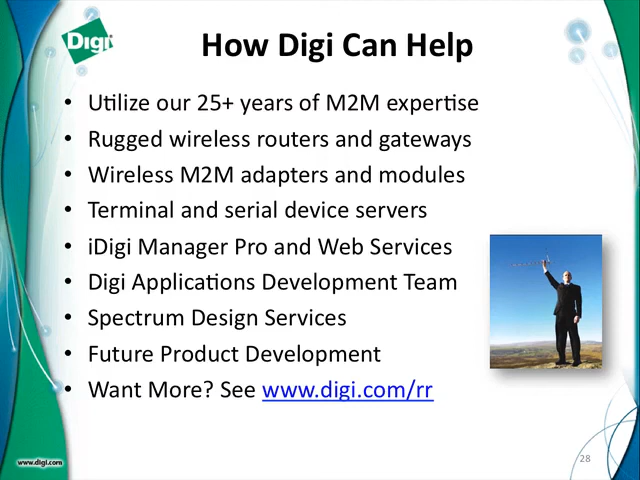 Digi
How Digi Can Help
• Utilize our 25+ years of M2M expertise
• Rugged wireless routers and gateways
• Wireless M2M adapters and modules
• Terminal and serial device servers
• iDigi Manager Pro and Web Services
• Digi Applications Development Team
• Spectrum Design Services
• Future Product Development
• Want More? See www.digi.com/rr
www.digi.com
28